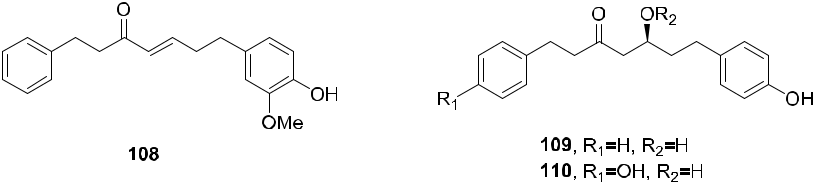 O
OH
OMe
108
O
OR2
R1
OH
109, R1=H, R2=H
110, R1=OH, R2=H